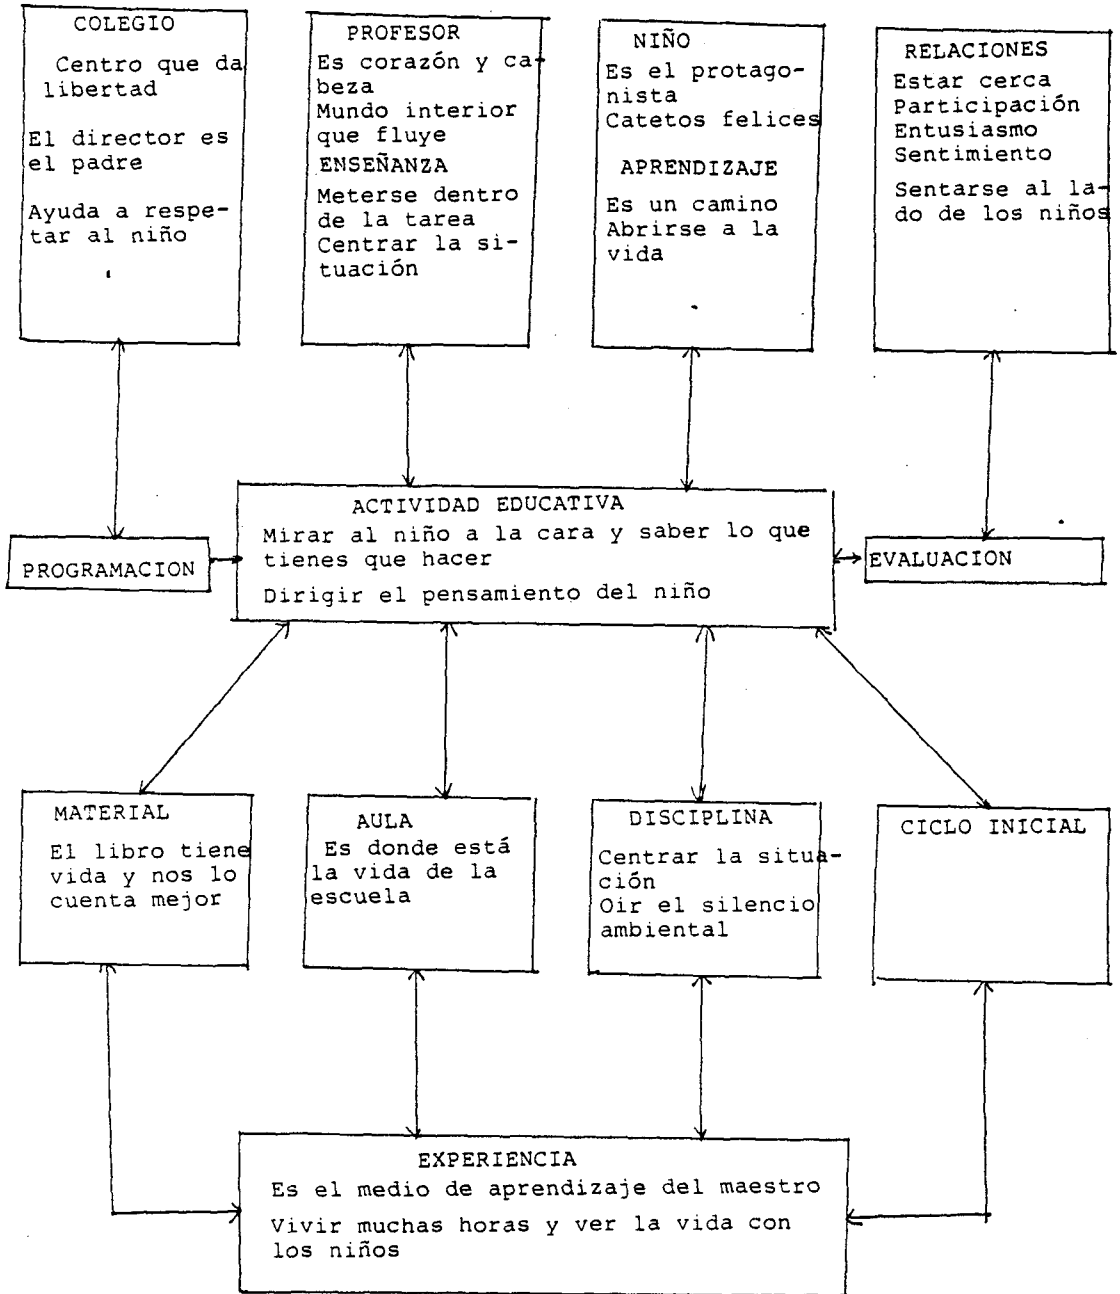 COLEGIO
Centro que da
libertad
El director es
el padre
Ayuda a respe-
tar al niño
PROFESOR
Es corazón y ca-
beza
Mundo interior
que fluye
ENSEÑANZA
Meterse dentro
de la tarea
Centrar la si-
tuación
NIÑO
Es el protago-
nista
Catetos felices
APRENDIZAJE
Es un camino
Abrirse a la
vida
RELACIONES
Estar cerca
Participación
Entusiasmo
Sentimiento
Sentarse al la-
do de los niños
PROGRAMACION
ACTIVIDAD EDUCATIVA
Mirar al niño a la cara y saber lo que
tienes que hacer
Dirigir el pensamiento del niño
EVALUACION
MATERIAL
El libro tiene
vida y nos lo
cuenta mejor
AULA
Es donde está
la vida de la
escuela
DISCIPLINA
Centrar la situa-
ción
Oir el silencio
ambiental
CICLO INICIAL
EXPERIENCIA
Es el medio de aprendizaje del maestro
Vivir muchas horas y ver la vida con
los niños